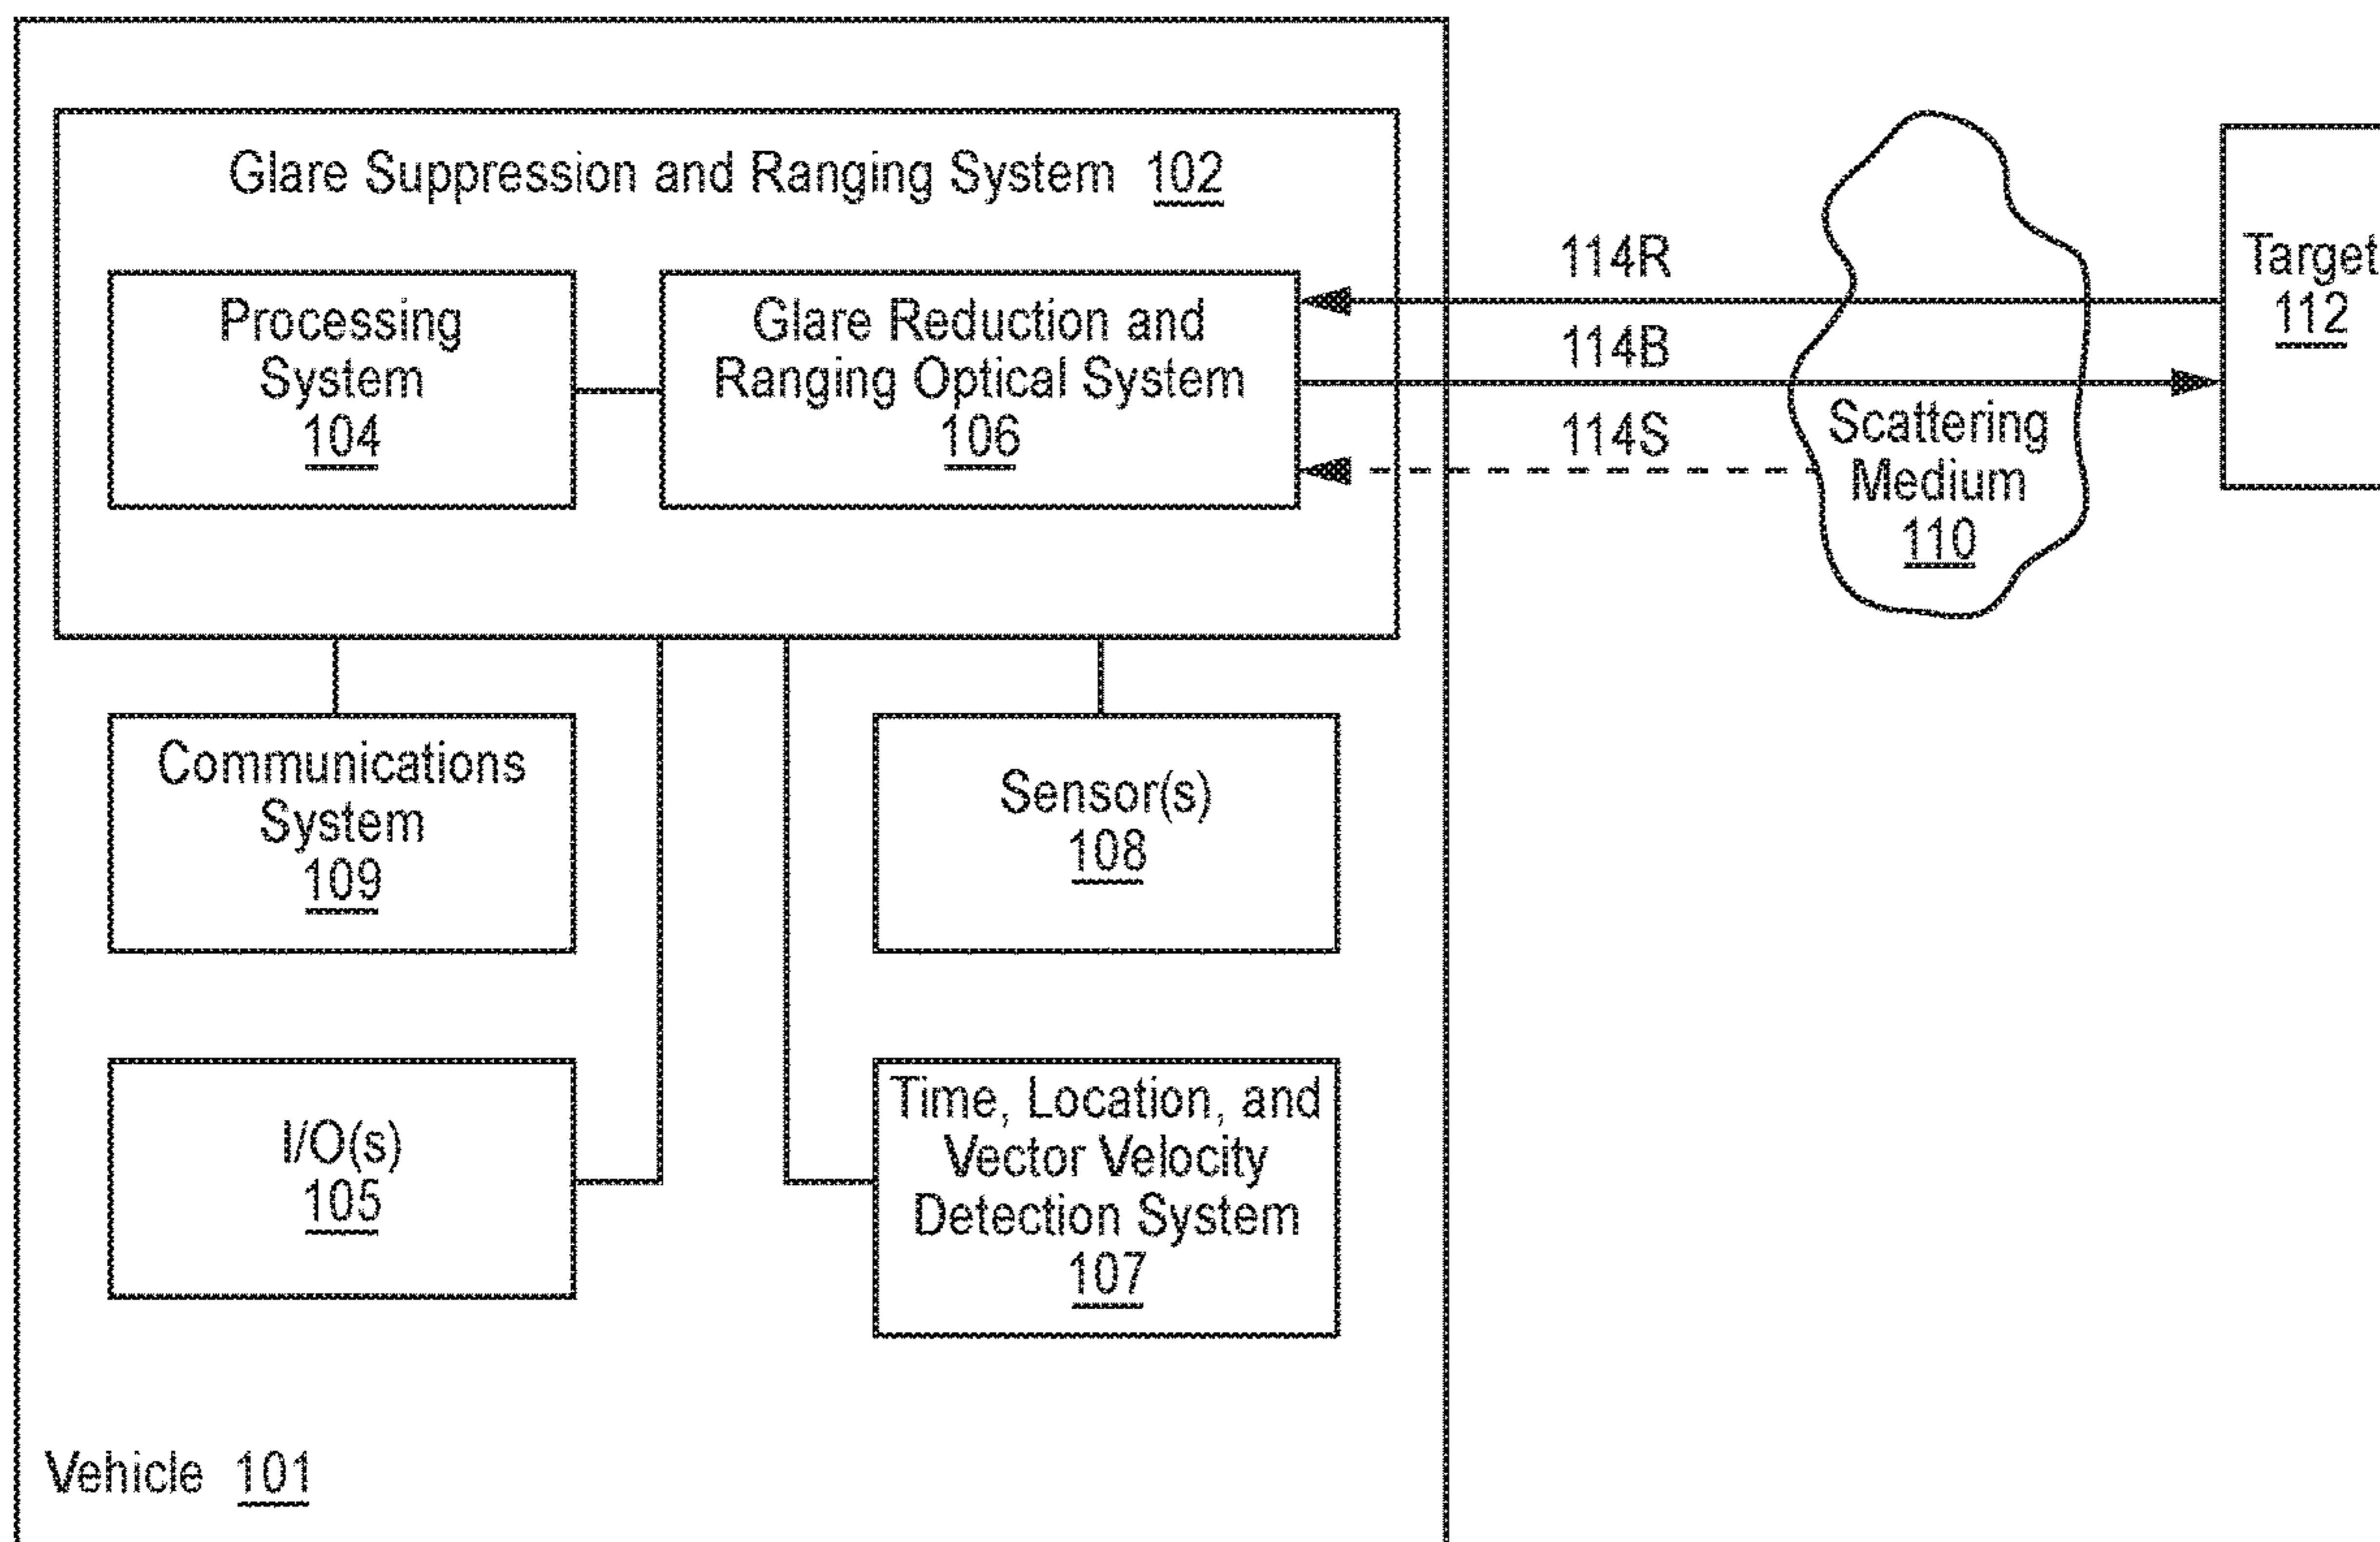 Glare Suppression and Ranging System 102
Processing
System
104
Glare Reduction and
Ranging Optical System
106
114R
114B
114S
Scattering
Medium
110
Target
112
Communications
System
109
Sensor(s)
108
I/O(s)
105
Time, Location, and
Vector Velocity
Detection System
107
Vehicle 101